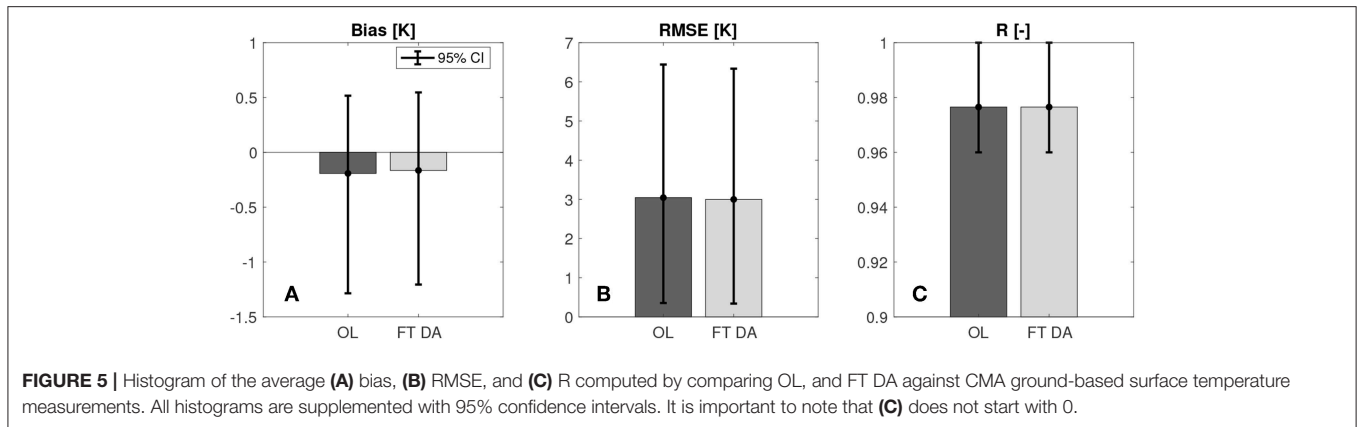 Bias [K]
1
0.5
0
-0.5
-1
-1.5
95% CI
A
OL
FT DA
RMSE [K]
7
6
5
4
3
2
1
0
B
OL
FT DA
R [-]
1
0.98
0.96
0.94
0.92
0.9
C
OL
FT DA
FIGURE 5 | Histogram of the average (A) bias, (B) RMSE, and (C) R computed by comparing OL, and FT DA against CMA ground-based surface temperature
measurements. All histograms are supplemented with 95% confidence intervals. It is important to note that (C) does not start with 0.